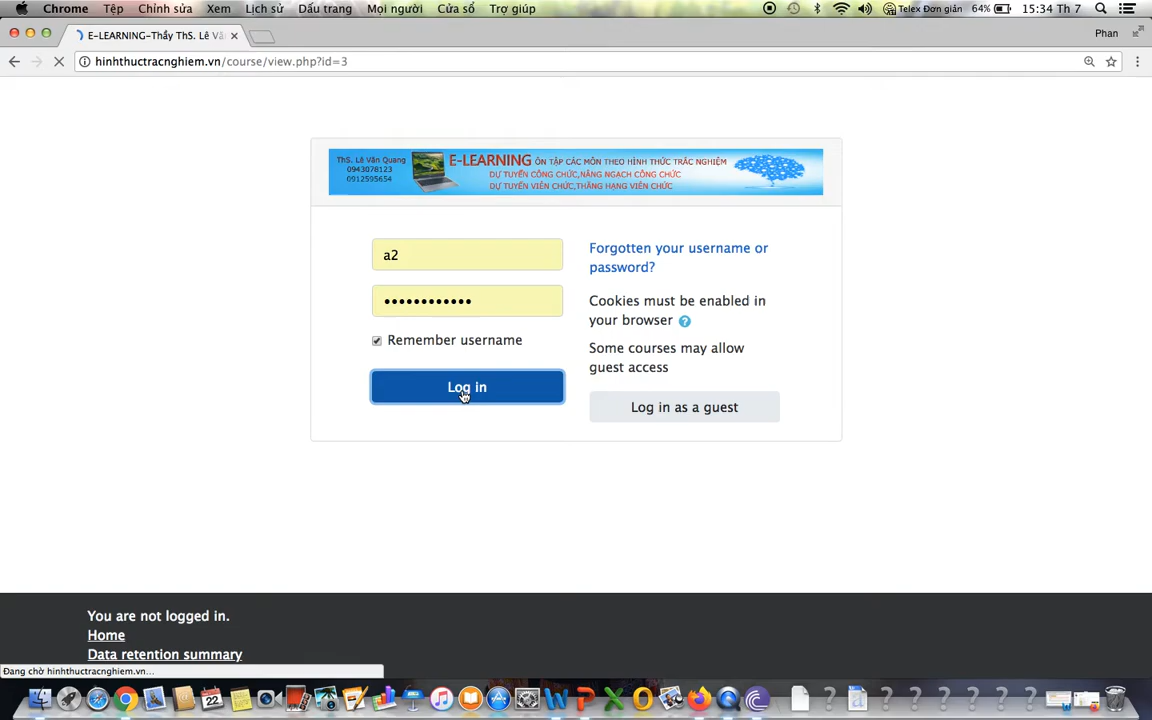 Chrome Tệp Chỉnh sửa Xem Lịch sử Dấu trang Mọi người Cửa sổ Trợ giúp Telex Đơn giản 64% 15:34 Th 7
E-LEARNING-Thầy ThS. Lê Vă
Phan
hinhthuctracnghiem.vn/course/view.php?id=3
ThS. Lê Văn Quang
0943078123
0912595654
E-LEARNING ÔN TẬP CÁC MÔN THEO HÌNH THỨC TRẮC NGHIỆM
DỰ TUYỂN CÔNG CHỨC,NÂNG NGẠCH CÔNG CHỨC
DỰ TUYỂN VIÊN CHỨC,THĂNG HẠNG VIÊN CHỨC
a2
••••••••••••
Remember username
Log in
Forgotten your username or
password?
Cookies must be enabled in
your browser ?
Some courses may allow
guest access
Log in as a guest
You are not logged in.
Home
Data retention summary
Đang chờ hinhthuctracnghiem.vn...